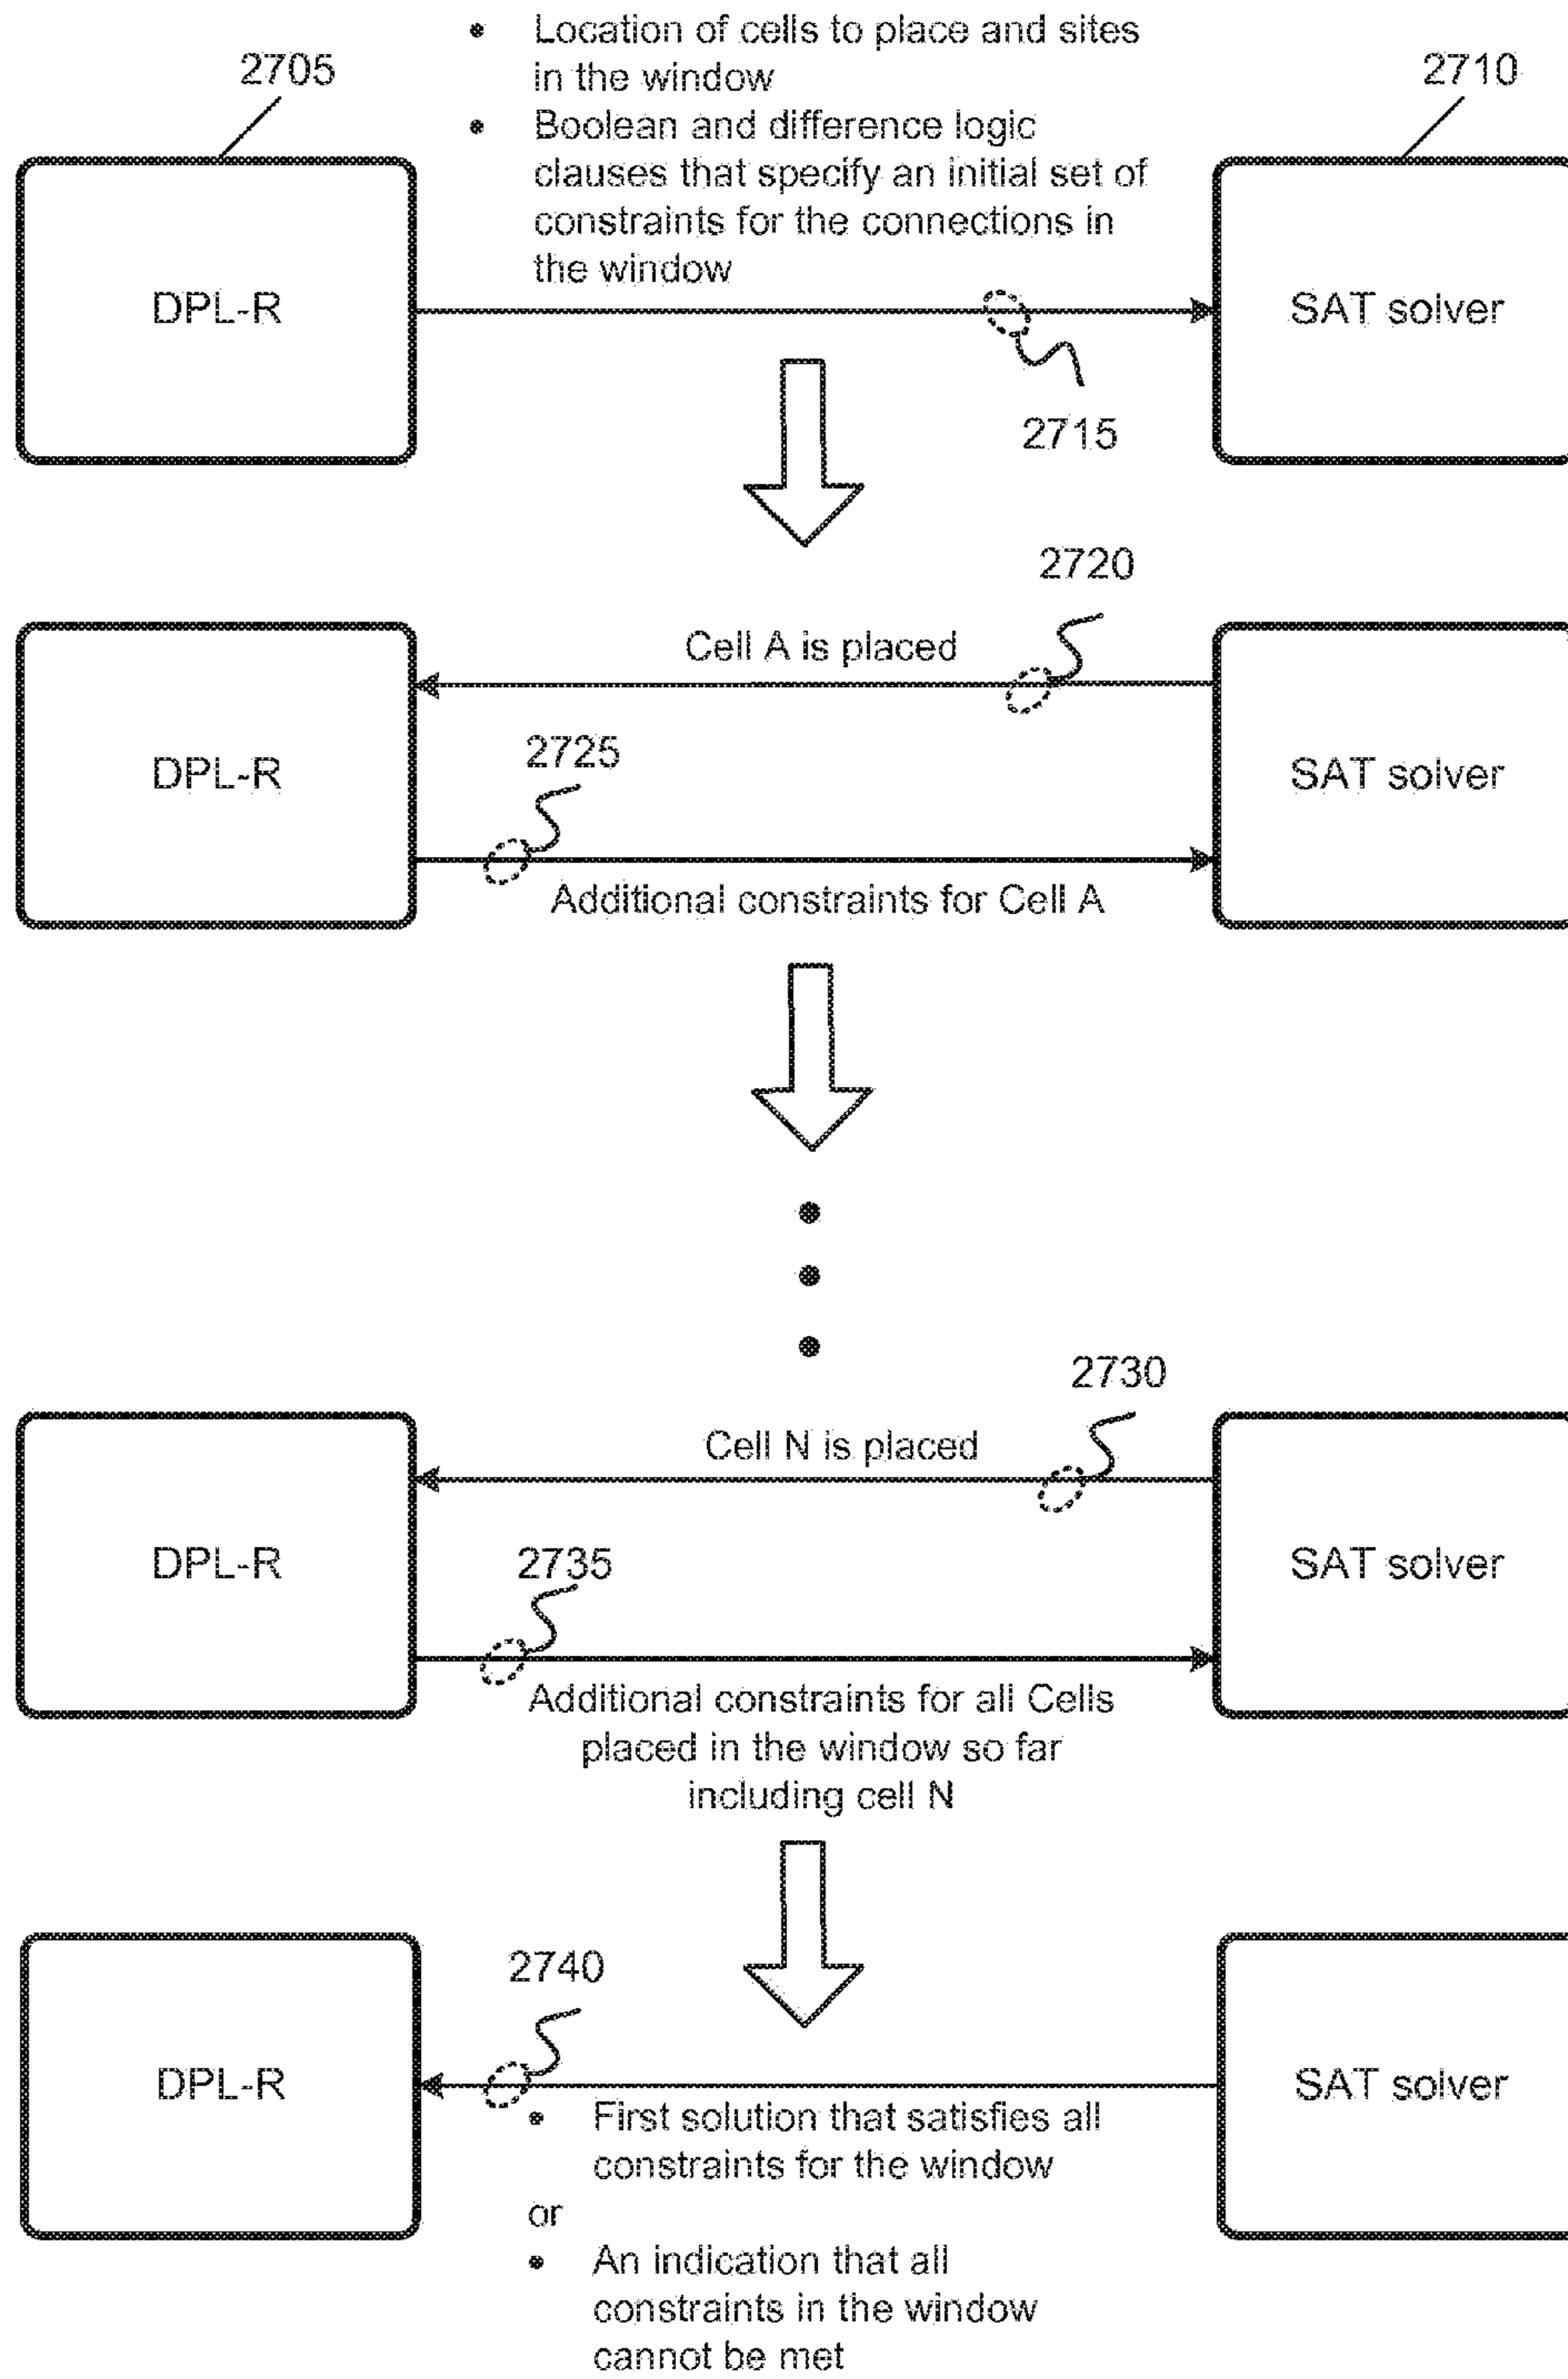 • Location of cells to place and sites
in the window
• Boolean and difference logic
clauses that specify an initial set of
constraints for the connections in
the window
2705
2710
DPL-R
SAT solver
2715
2720
Cell A is placed
DPL-R
SAT solver
2725
Additional constraints for Cell A
2730
Cell N is placed
DPL-R
SAT solver
2735
Additional constraints for all Cells
placed in the window so far
including cell N
2740
DPL-R
SAT solver
• First solution that satisfies all
constraints for the window
or
• An indication that all
constraints in the window
cannot be met